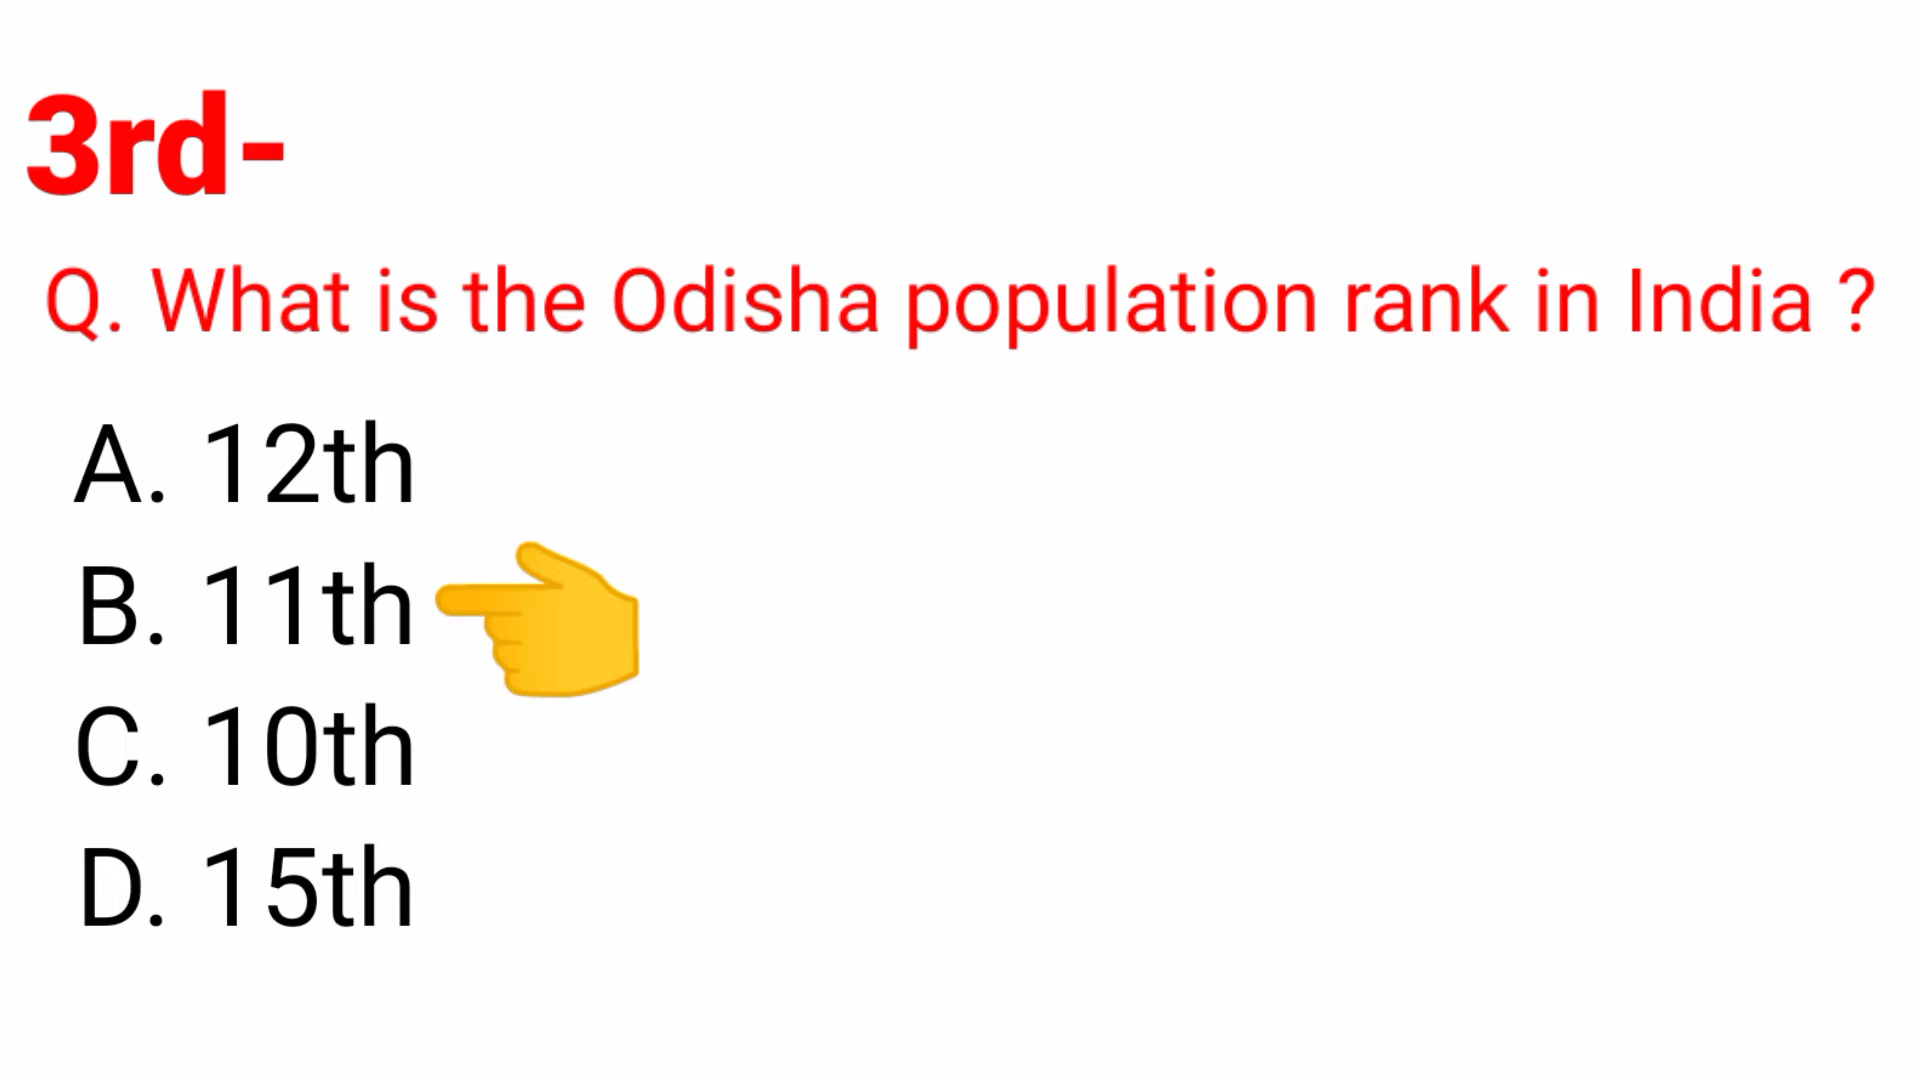 3rd-
Q. What is the Odisha population rank in India ?
A. 12th
B. 11th
C. 10th
D. 15th